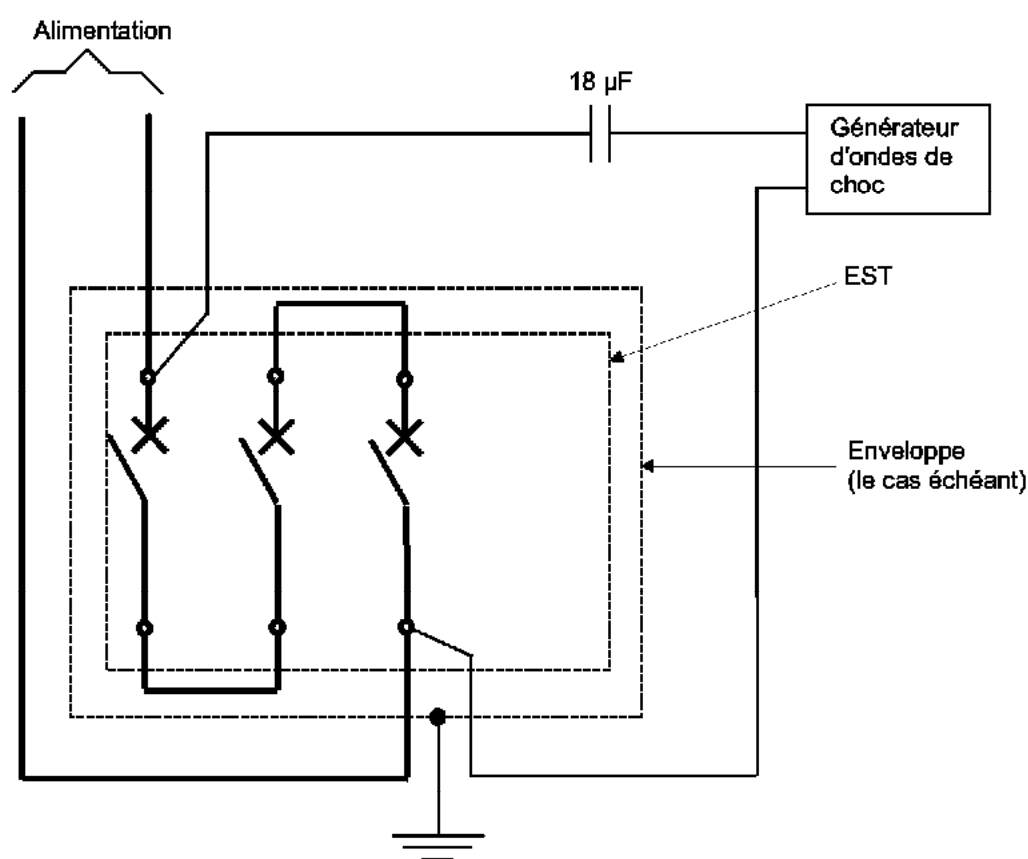 Alimentation
18 µF
Générateur
d'ondes de
choc
EST
Enveloppe
(le cas échéant)